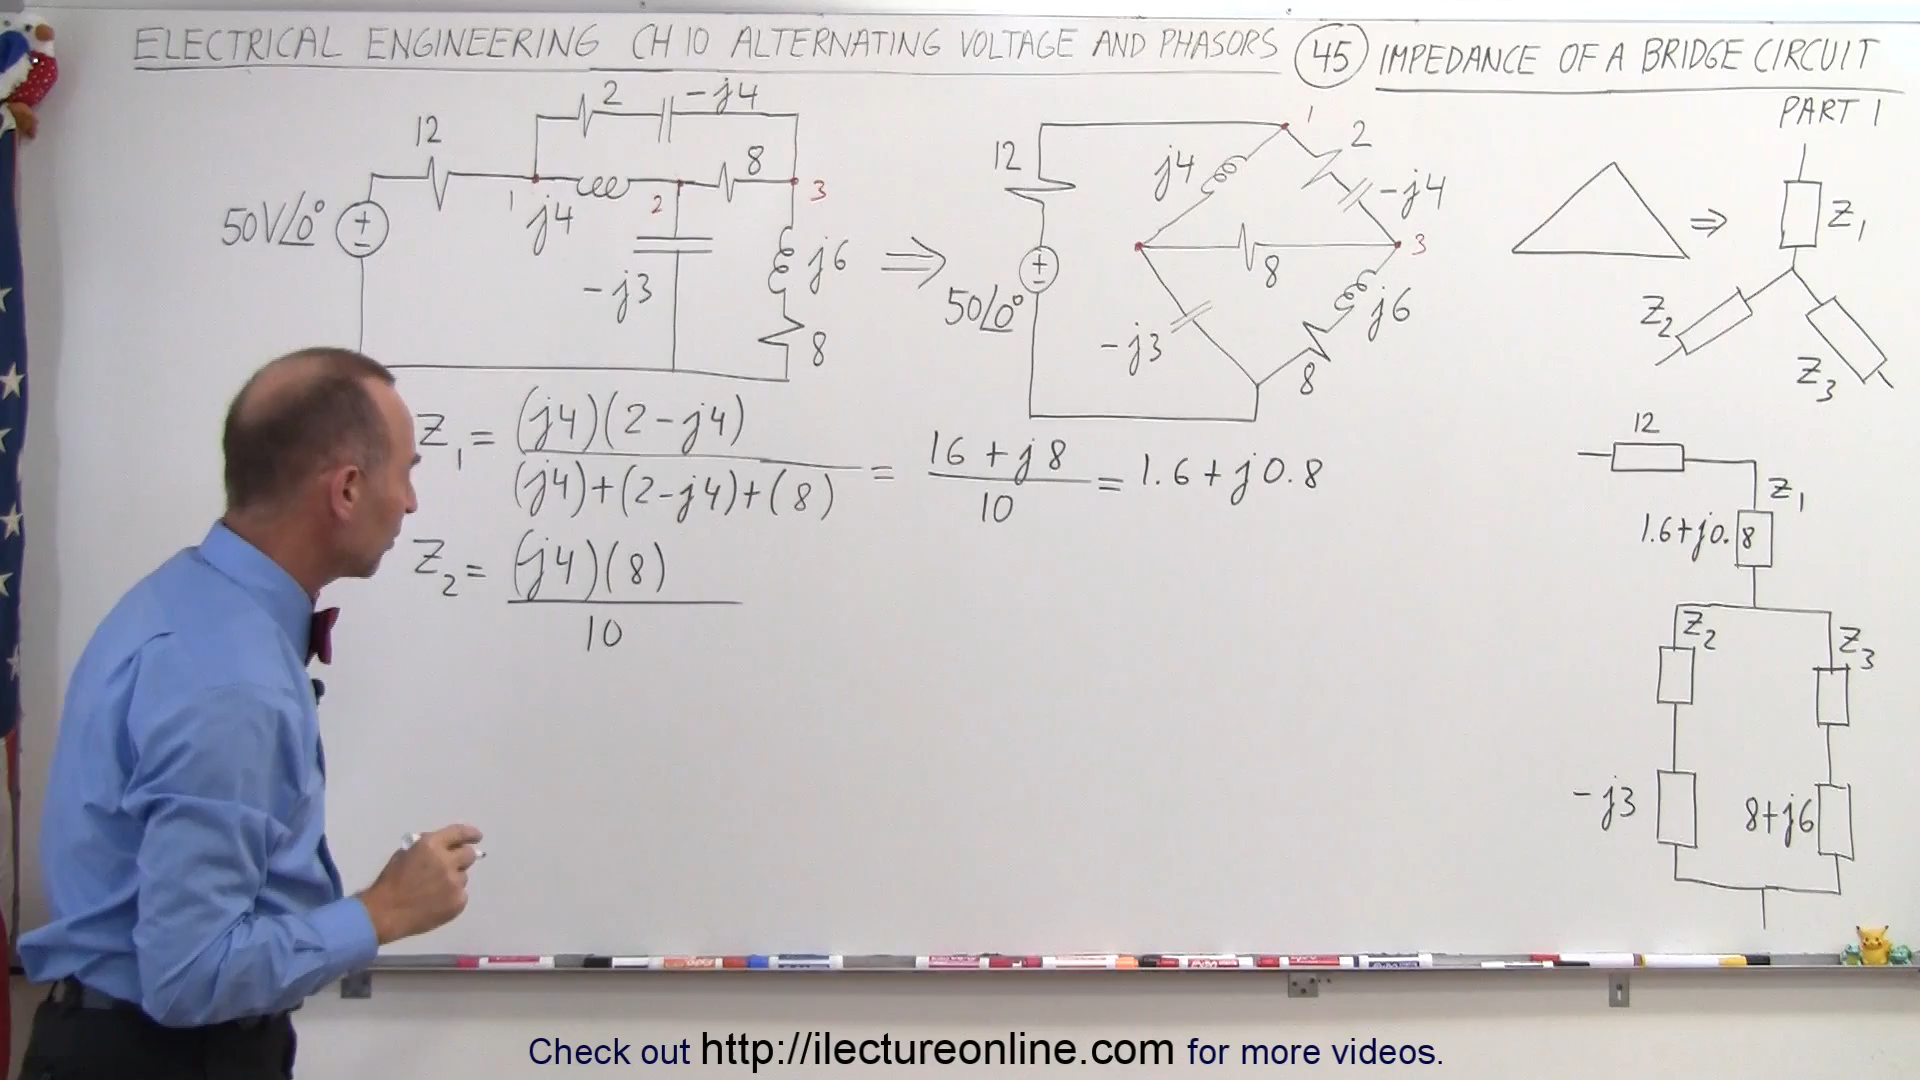 ELECTRICAL ENGINEERING CH 10 ALTERNATING VOLTAGE AND PHASORS (45) IMPEDANCE OF A BRIDGE CIRCUIT
PART 1
12
2
-j4
1
j4
2
8
3
50V∠0°
-j3
j6
8
⇒
12
1
2
j4
-j4
8
3
50∠0°
-j3
j6
8
⇒
Z₁
Z₂
Z₃
Z₁ = (j4)(2-j4) / (j4)+(2-j4)+(8) = 16+j8 / 10 = 1.6+j0.8
Z₂ = (j4)(8) / 10
12
Z₁
1.6+j0.8
Z₂
Z₃
-j3
8+j6
Check out http://ilectureonline.com for more videos.